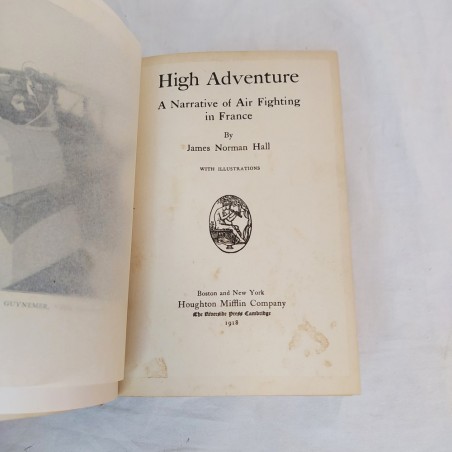 High Adventure
A Narrative of Air Fighting
in France
By
James Norman Hall
WITH ILLUSTRATIONS
Boston and New York
Houghton Mifflin Company
The Riverside Press Cambridge
1918
GUYNEMER,